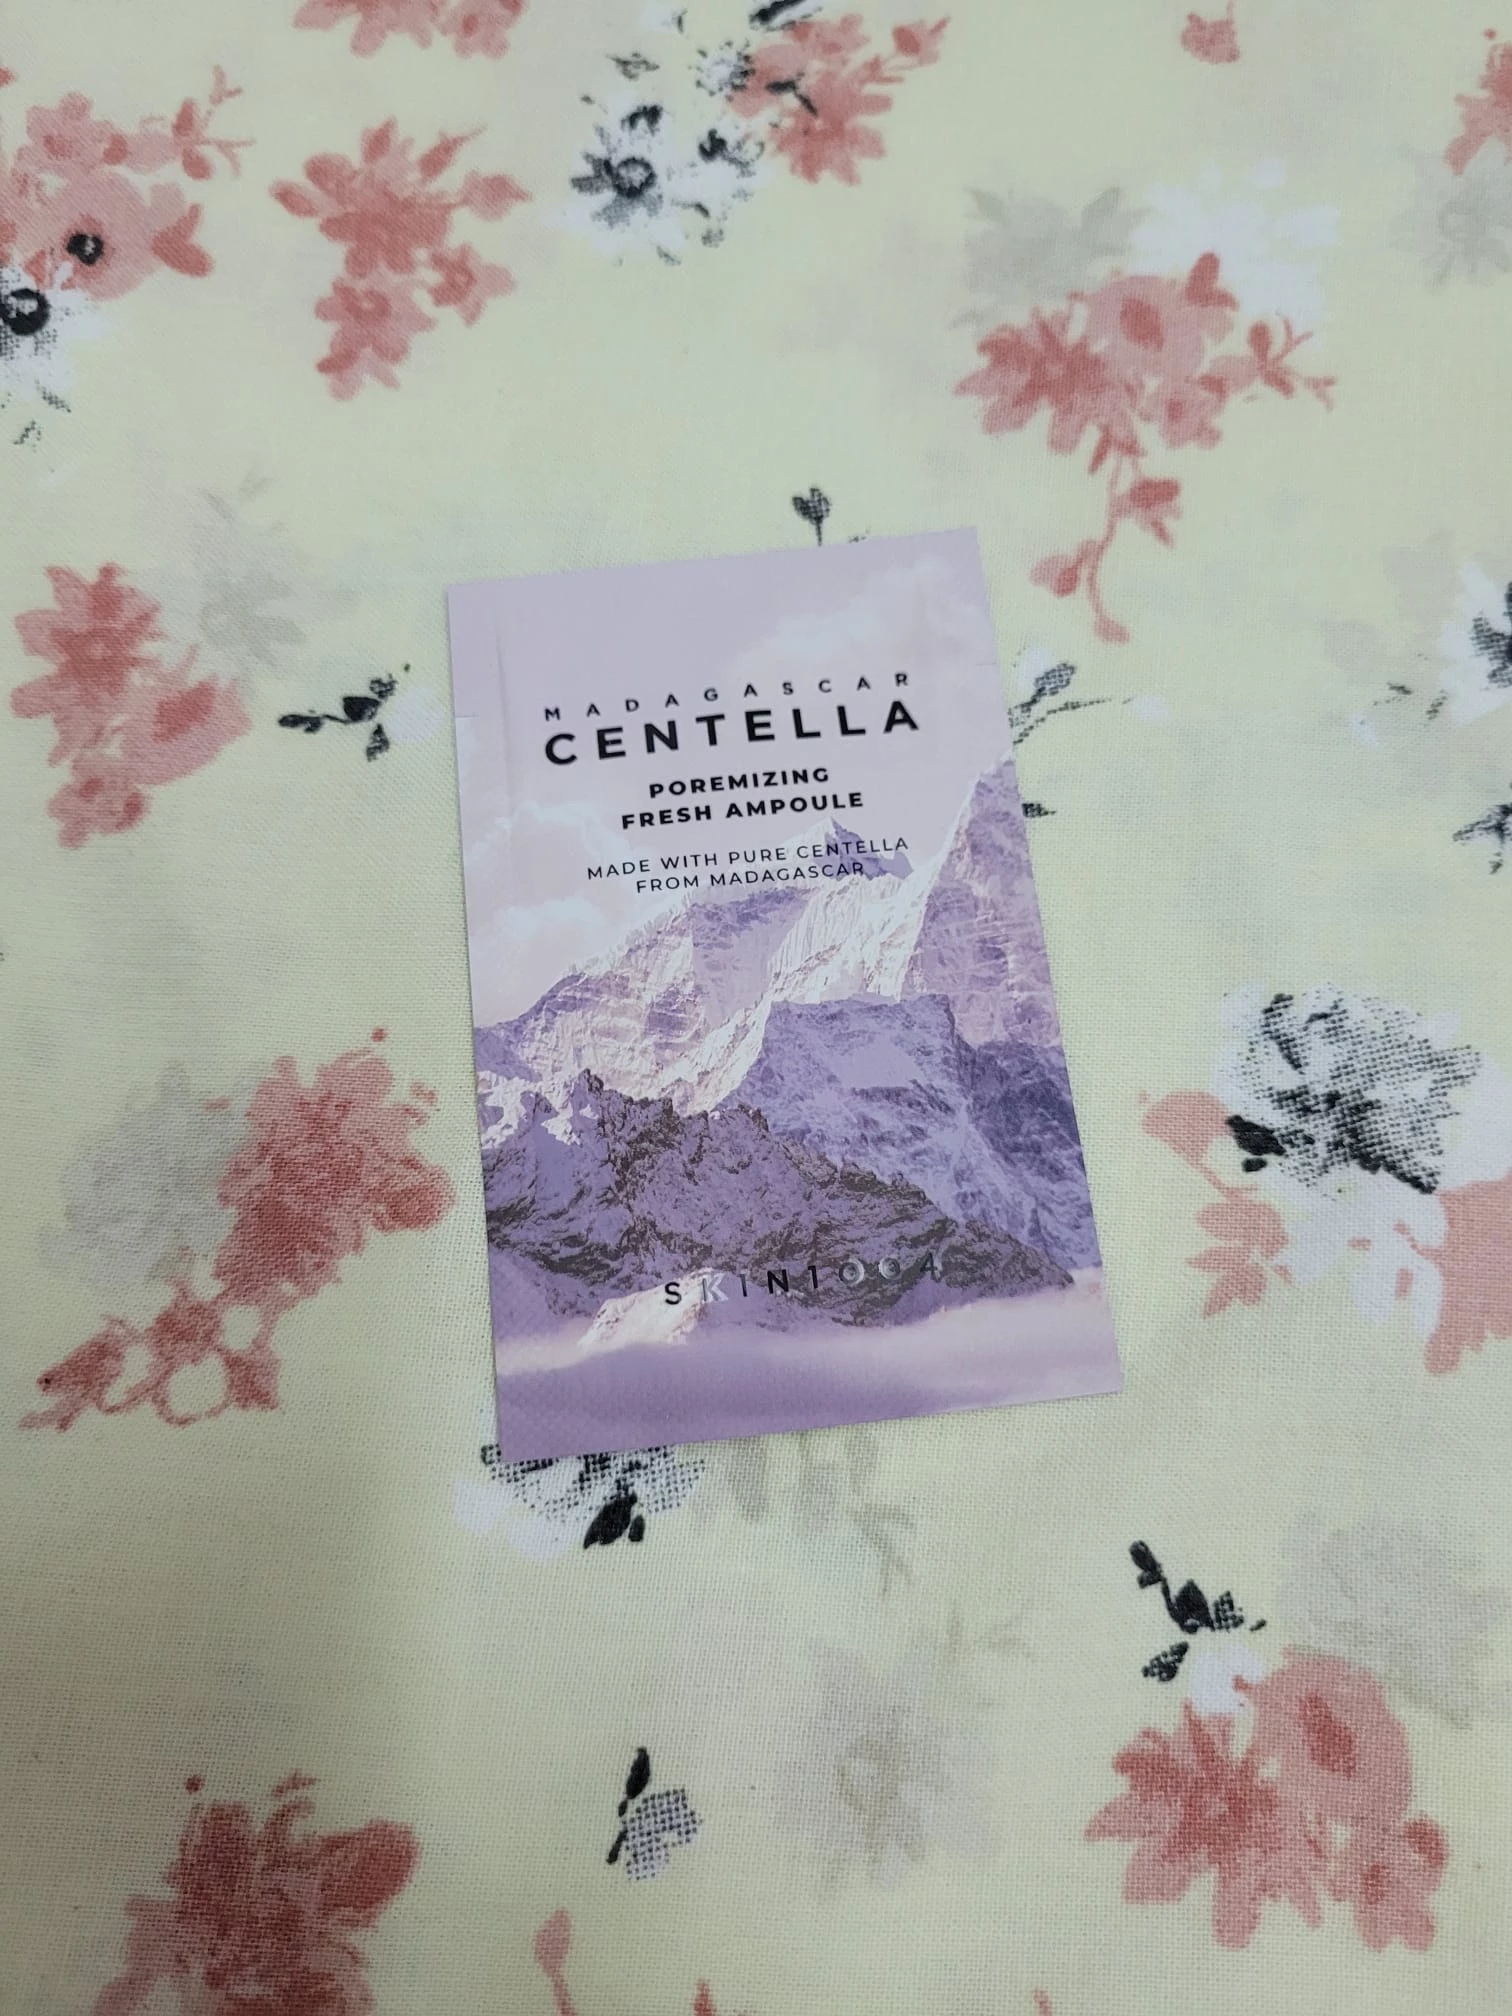 MADAGASCAR
CENTELLA
POREMIZING
FRESH AMPOULE
MADE WITH PURE CENTELLA
FROM MADAGASCAR
SKIN1004